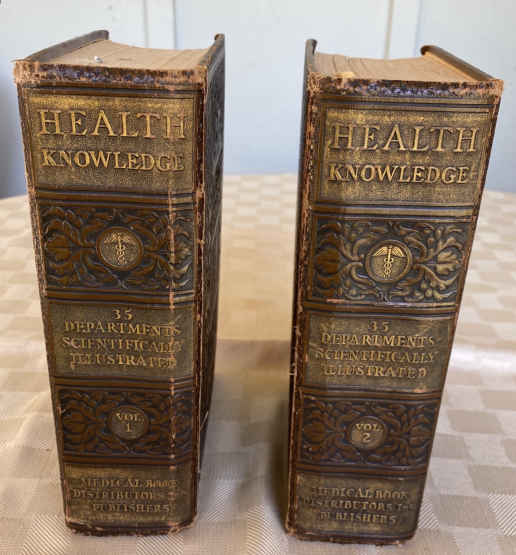 HEALTH
KNOWLEDGE
35
DEPARTMENTS
SCIENTIFICALLY
ILLUSTRATED
VOL.
1
MEDICAL BOOK
DISTRIBUTORS
PUBLISHERS
HEALTH
KNOWLEDGE
35
DEPARTMENTS
SCIENTIFICALLY
ILLUSTRATED
VOL.
2
MEDICAL BOOK
DISTRIBUTORS
PUBLISHERS